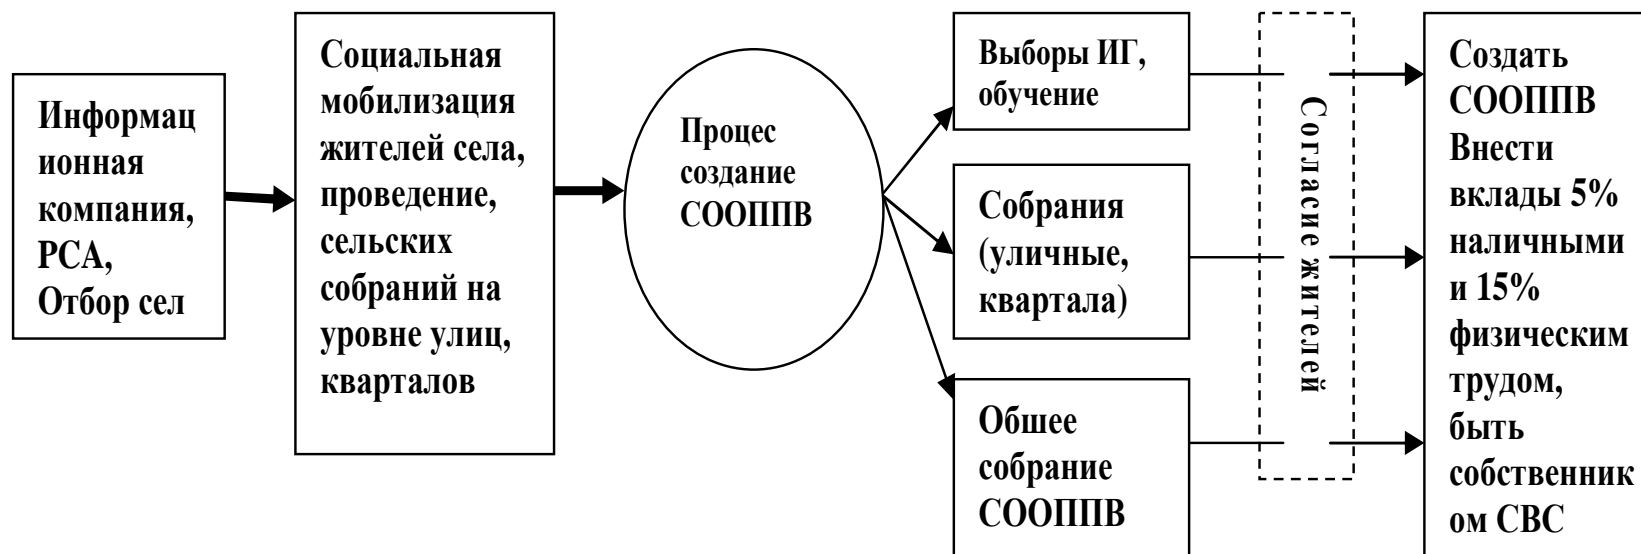 Информац
ионная
компания,
РСА,
Отбор сел
Социальная
мобилизация
жителей села,
проведение,
сельских
собраний на
уровне улиц,
кварталов
Процес
создание
СООППВ
Выборы ИГ,
обучение
Собрания
(уличные,
квартала)
Обшее
собрание
СООППВ
Согласие жителей
Создать
СООППВ
Внести
вклады 5%
наличными
и 15%
физическим
трудом,
быть
собственник
ом СВС